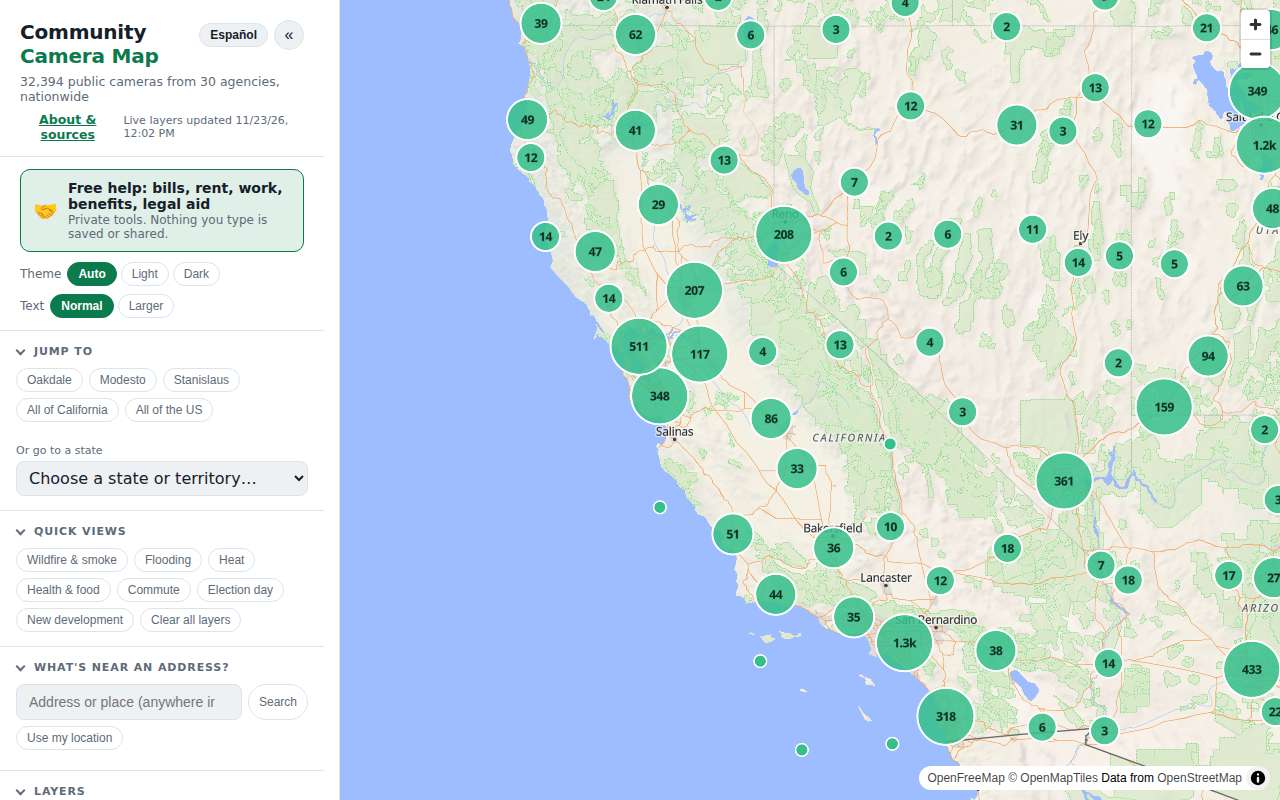 Community
Camera Map
Español
«
32,394 public cameras from 30 agencies,
nationwide
About &
sources
Live layers updated 11/23/26,
12:02 PM
Free help: bills, rent, work,
benefits, legal aid
Private tools. Nothing you type is
saved or shared.
Theme Auto Light Dark
Text Normal Larger
JUMP TO
Oakdale Modesto Stanislaus
All of California All of the US
Or go to a state
Choose a state or territory…
QUICK VIEWS
Wildfire & smoke Flooding Heat
Health & food Commute Election day
New development Clear all layers
WHAT'S NEAR AN ADDRESS?
Address or place (anywhere ir
Search
Use my location
LAYERS
Klamath Falls
4
39
62
6
3
2
21
13
349
12
49
41
31
3
12
1.2k
12
13
7
29
48
Reno
208
14
47
2
6
11
Ely
14
5
5
6
63
207
14
511
117
4
13
4
2
94
348
86
3
159
2
Salinas
CALIFORNIA
33
361
51
Bakersfield
36
10
18
7
18
17
27
Lancaster
12
44
35
San Bernardino
1.3k
38
14
433
318
6
3
22
OpenFreeMap © OpenMapTiles Data from OpenStreetMap